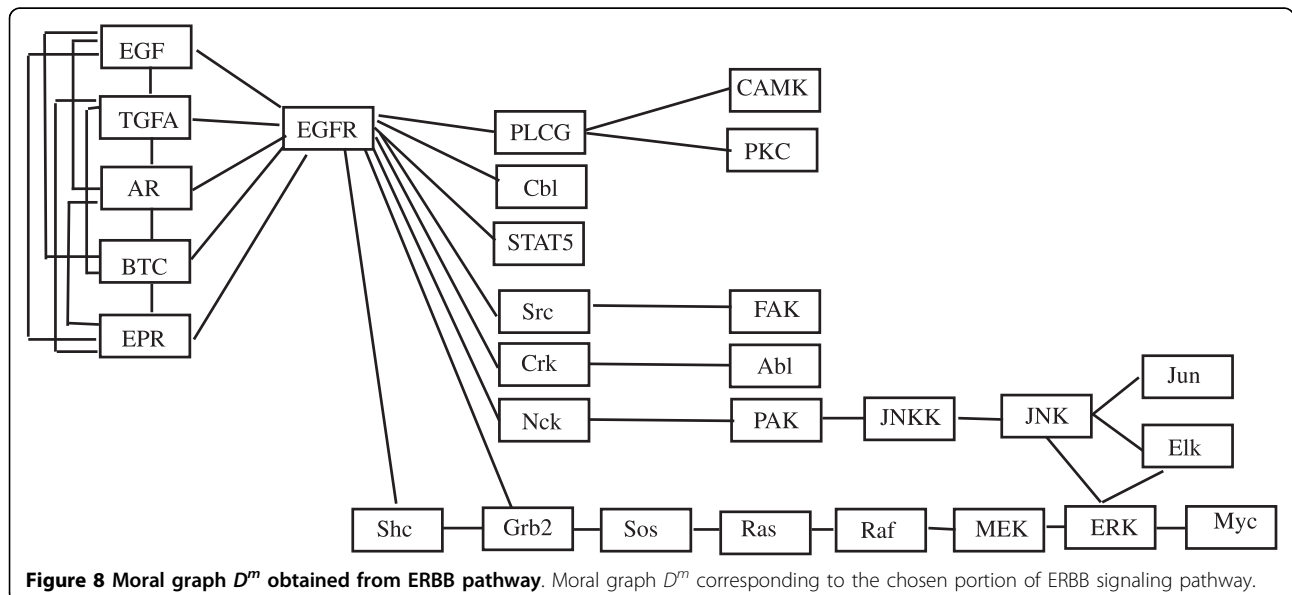 EGF
TGFA
AR
BTC
EPR
EGFR
PLCG
Cbl
STAT5
Src
Crk
Nck
CAMK
PKC
FAK
Abl
PAK
JNKK
JNK
Jun
Elk
Shc
Grb2
Sos
Ras
Raf
MEK
ERK
Myc
Figure 8 Moral graph Dᵐ obtained from ERBB pathway. Moral graph Dᵐ corresponding to the chosen portion of ERBB signaling pathway.